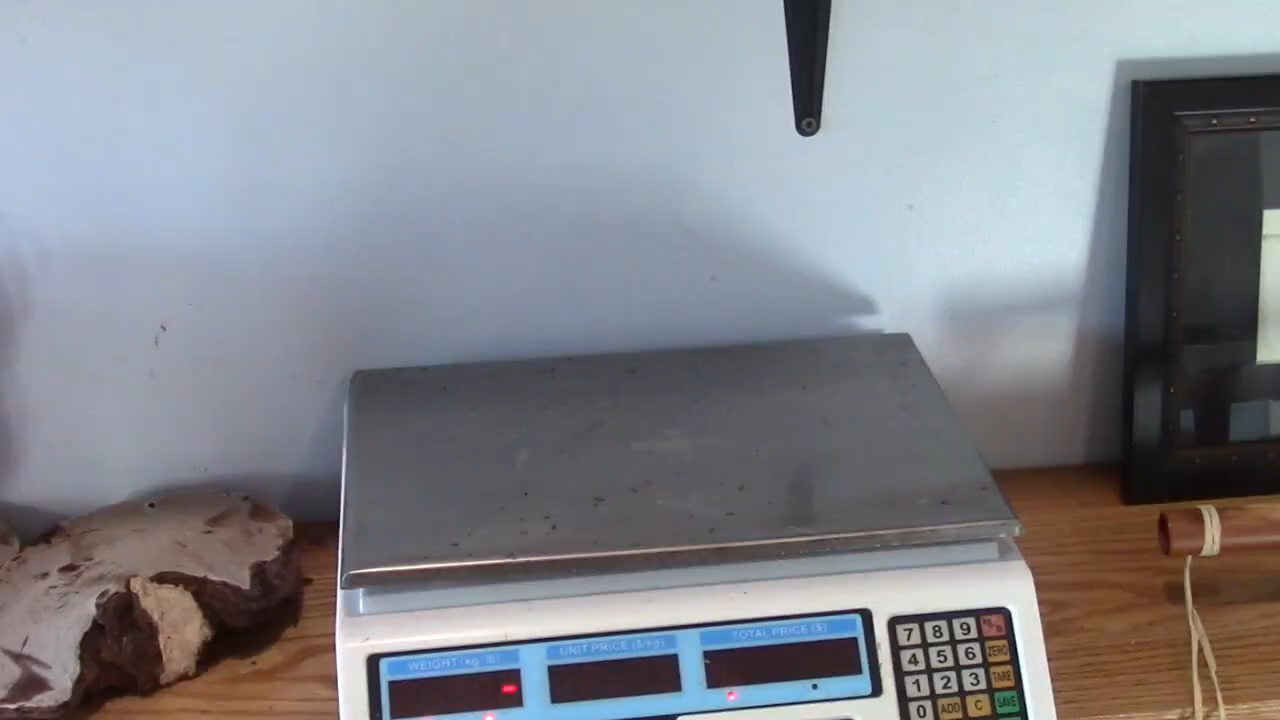 WEIGHT (kg, lb)
UNIT PRICE ($/kg)
TOTAL PRICE ($)
7 8 9
4 5 6 ZERO
1 2 3 TARE
0 ADD C SAVE